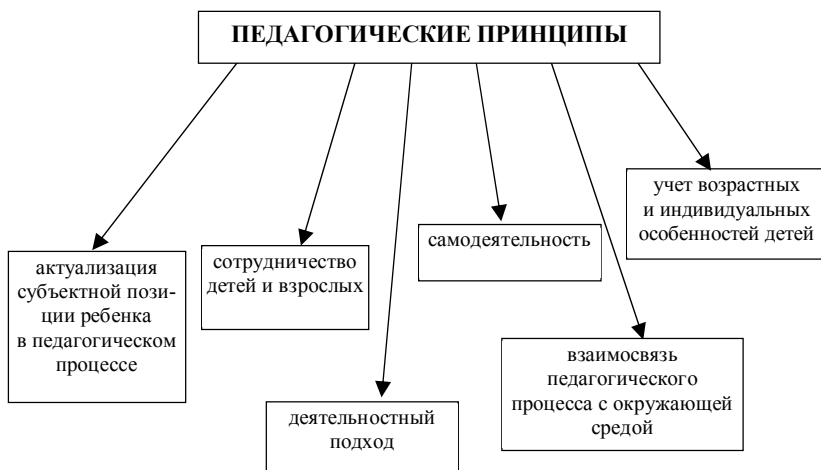 ПЕДАГОГИЧЕСКИЕ ПРИНЦИПЫ
актуализация
субъектной пози-
ции ребенка
в педагогическом
процессе
сотрудничество
детей и взрослых
деятельностный
подход
самодеятельность
взаимосвязь
педагогического
процесса с окружающей
средой
учет возрастных
и индивидуальных
особенностей детей